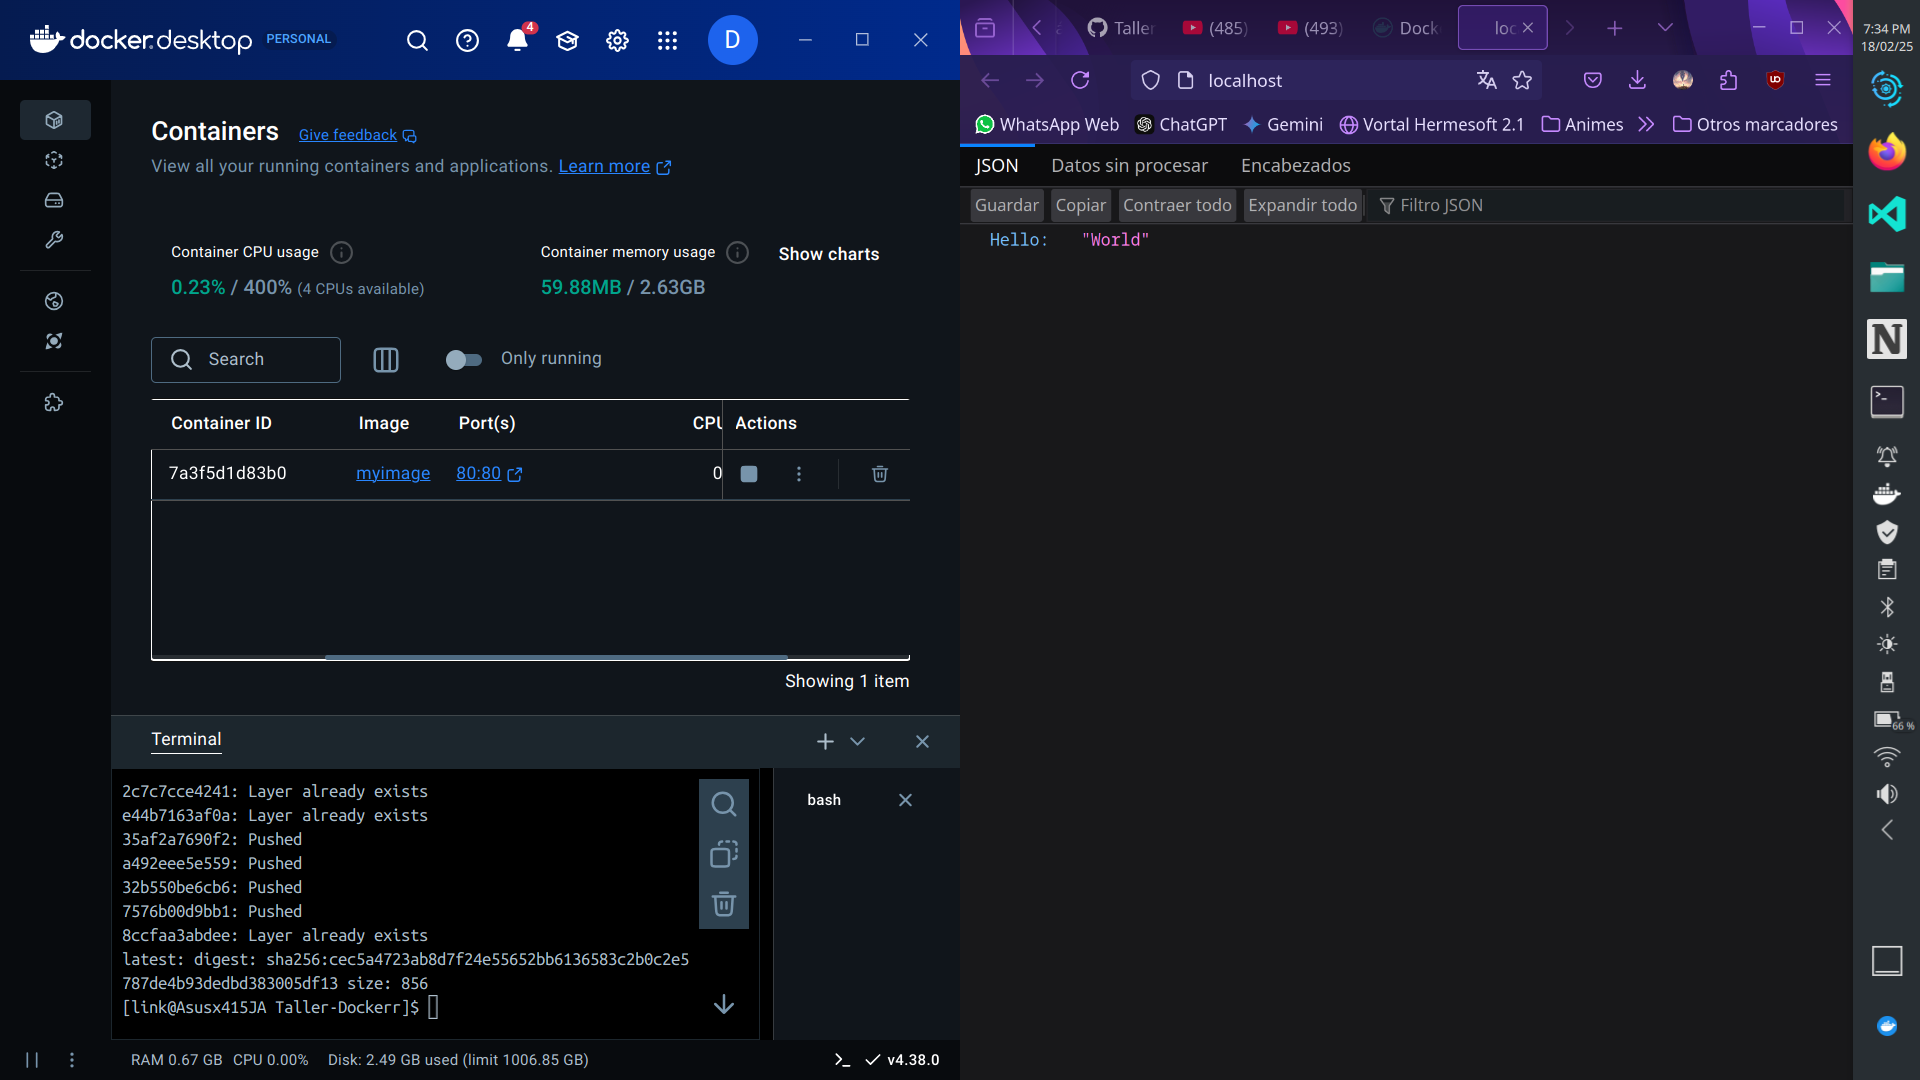 docker.desktop PERSONAL
4
D
Containers Give feedback
View all your running containers and applications. Learn more
Container CPU usage
0.23% / 400% (4 CPUs available)
Container memory usage
59.88MB / 2.63GB
Show charts
Search
Only running
Container ID Image Port(s) CPU Actions
7a3f5d1d83b0 myimage 80:80 0
Showing 1 item
Terminal
2c7c7cce4241: Layer already exists
e44b7163af0a: Layer already exists
35af2a7690f2: Pushed
a492eee5e559: Pushed
32b550be6cb6: Pushed
7576b00d9bb1: Pushed
8ccfaa3abdee: Layer already exists
latest: digest: sha256:cec5a4723ab8d7f24e55652bb6136583c2b0c2e5
787de4b93dedbd383005df13 size: 856
[link@Asusx415JA Taller-Dockerr]$
bash
RAM 0.67 GB CPU 0.00% Disk: 2.49 GB used (limit 1006.85 GB)
v4.38.0
Taller (485) (493) Dock loc
localhost
WhatsApp Web ChatGPT Gemini Vortal Hermesoft 2.1 Animes Otros marcadores
JSON Datos sin procesar Encabezados
Guardar Copiar Contraer todo Expandir todo Filtro JSON
Hello: "World"
7:34 PM
18/02/25
N
66 %